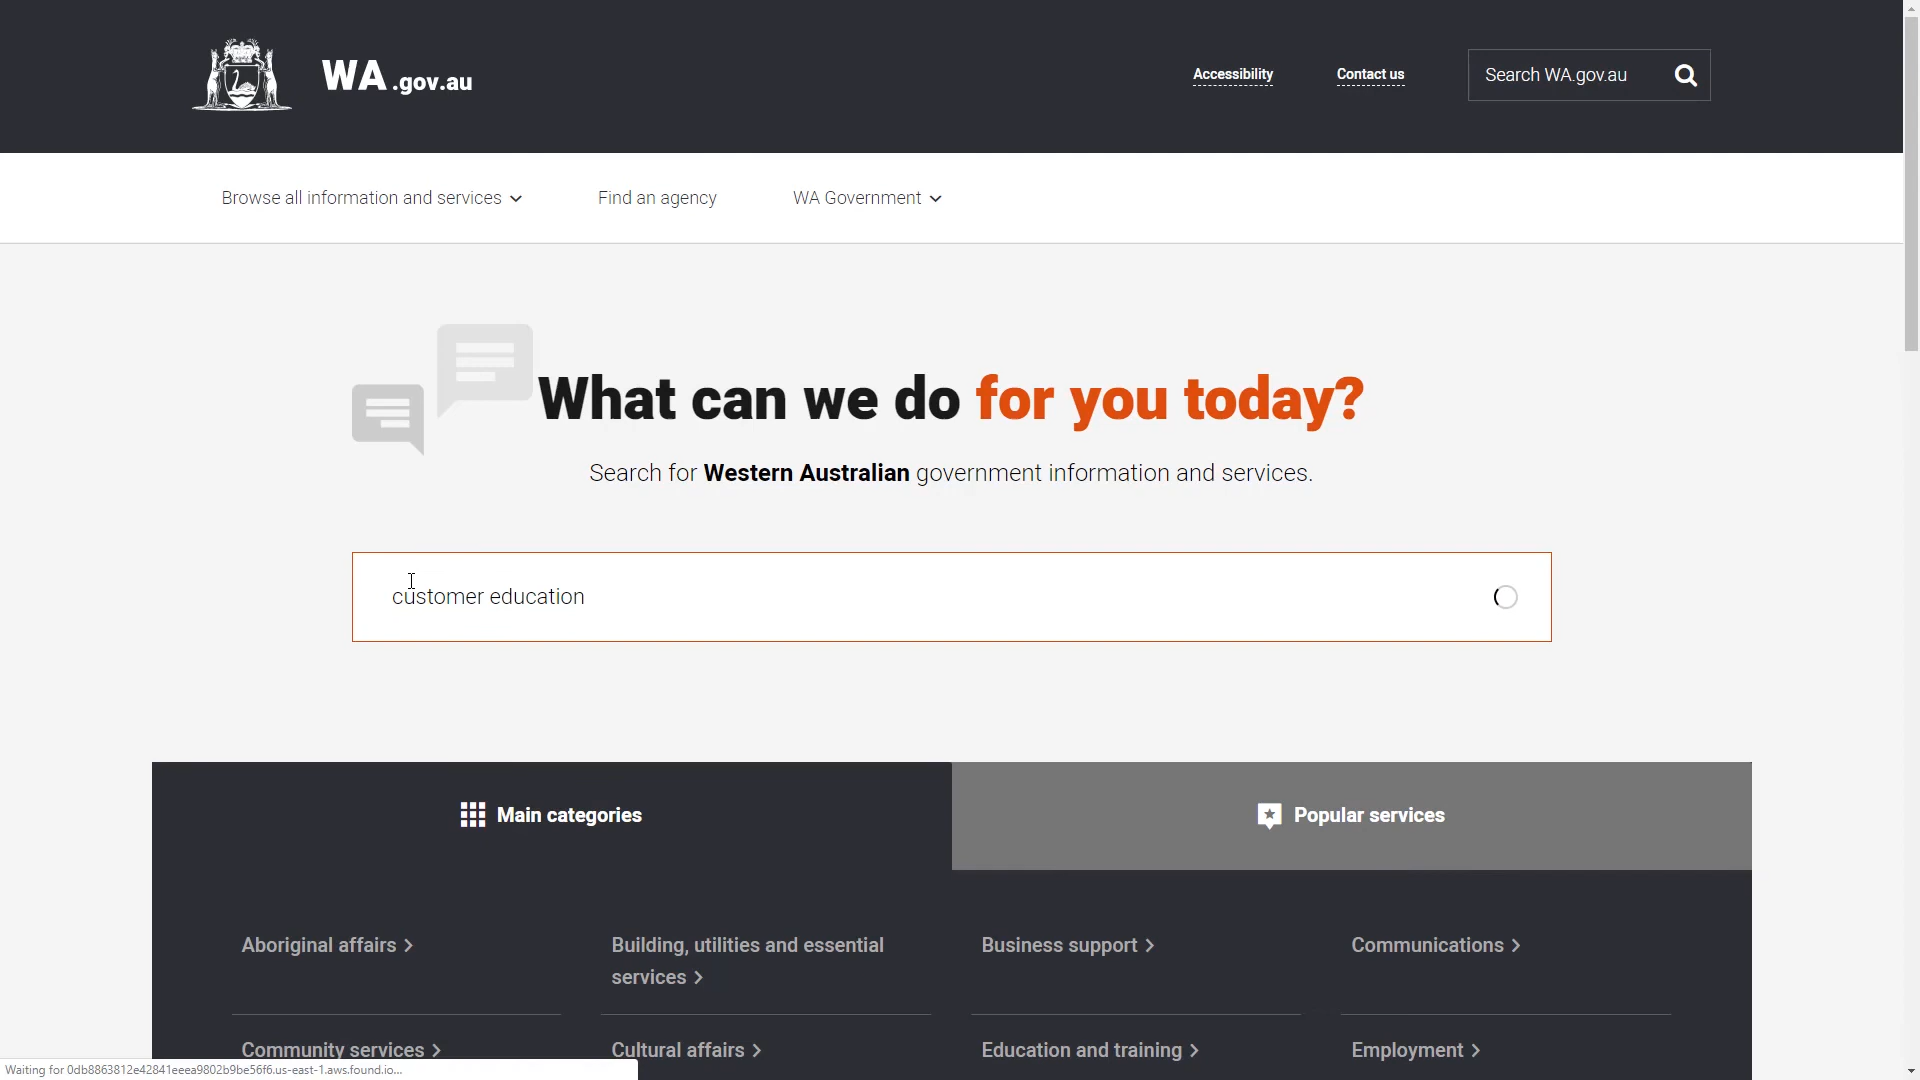 WA.gov.au
Accessibility
Contact us
Search WA.gov.au
Browse all information and services
Find an agency
WA Government
What can we do for you today?
Search for Western Australian government information and services.
customer education
Main categories
Popular services
Aboriginal affairs
Building, utilities and essential
services
Business support
Communications
Community services
Cultural affairs
Education and training
Employment
Waiting for 0db8863812e42841eeea9802b9be56f6.us-east-1.aws.found.io...